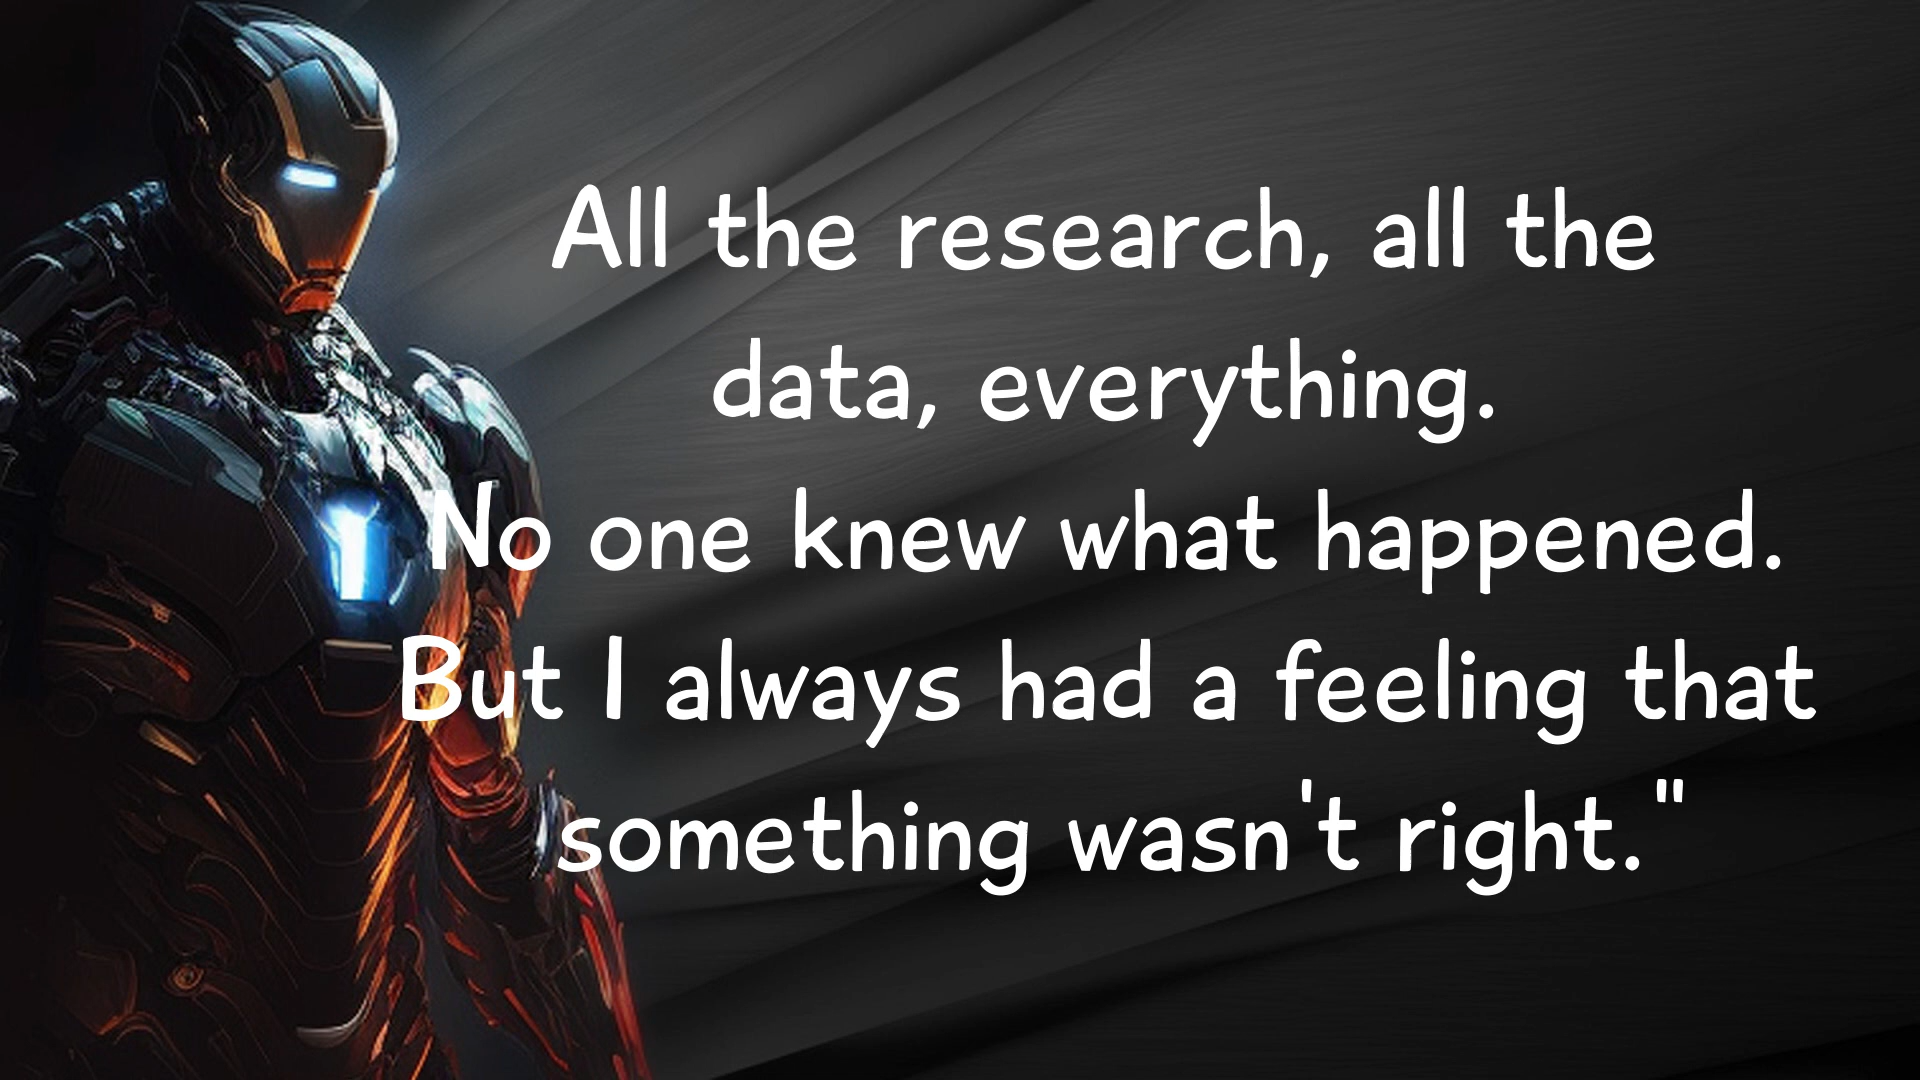 All the research, all the
data, everything.
No one knew what happened.
But I always had a feeling that
something wasn't right."